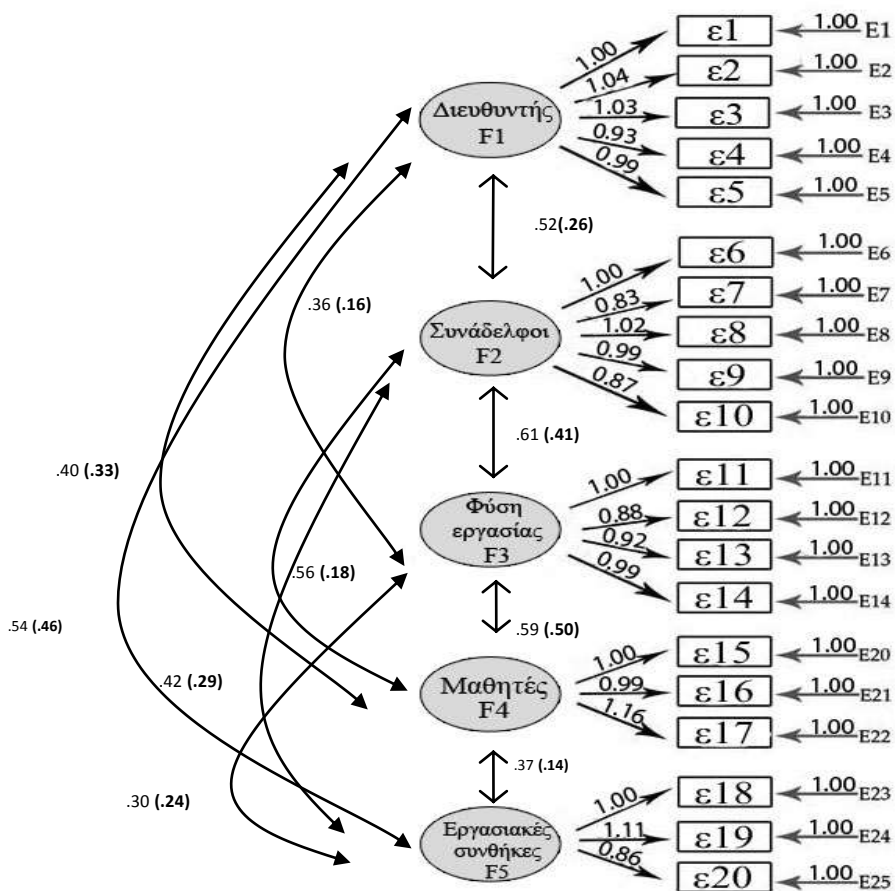 1.00 ε1 1.00 E1
1.04 ε2 1.00 E2
Διευθυντής
F1
1.03 ε3 1.00 E3
0.93 ε4 1.00 E4
0.99 ε5 1.00 E5
.52(.26)
1.00 ε6 1.00 E6
0.83 ε7 1.00 E7
.36 (.16)
Συνάδελφοι
F2
1.02 ε8 1.00 E8
0.99 ε9 1.00 E9
0.87 ε10 1.00 E10
.61 (.41)
.40 (.33)
1.00 ε11 1.00 E11
Φύση
εργασίας
F3
0.88 ε12 1.00 E12
0.92 ε13 1.00 E13
0.99 ε14 1.00 E14
.56 (.18)
.54 (.46)
.59 (.50)
1.00 ε15 1.00 E20
.42 (.29)
Μαθητές
F4
0.99 ε16 1.00 E21
1.16 ε17 1.00 E22
.37 (.14)
.30 (.24)
1.00 ε18 1.00 E23
Εργασιακές
συνθήκες
F5
1.11 ε19 1.00 E24
0.86 ε20 1.00 E25